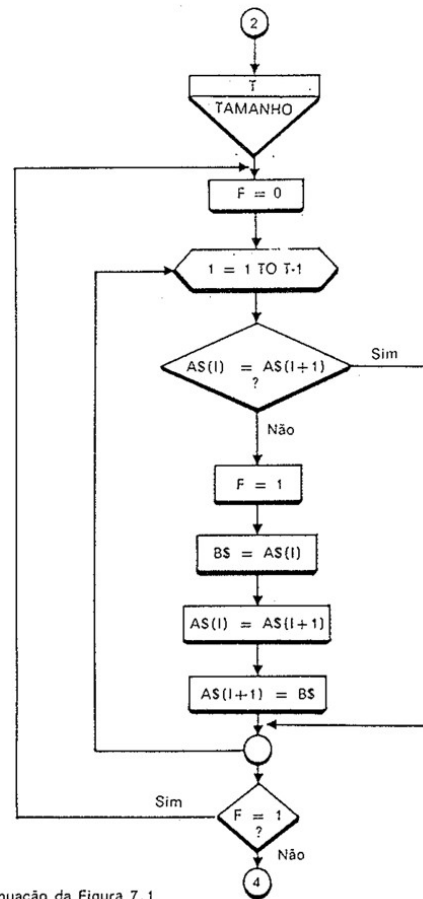 2
T
TAMANHO
F = 0
1 = 1 TO T-1
A$(I) = A$(I+1)
?
Sim
Não
F = 1
B$ = A$(I)
A$(I) = A$(I+1)
A$(I+1) = B$
Sim
F = 1
?
Não
4
nuação da Figura 7.1